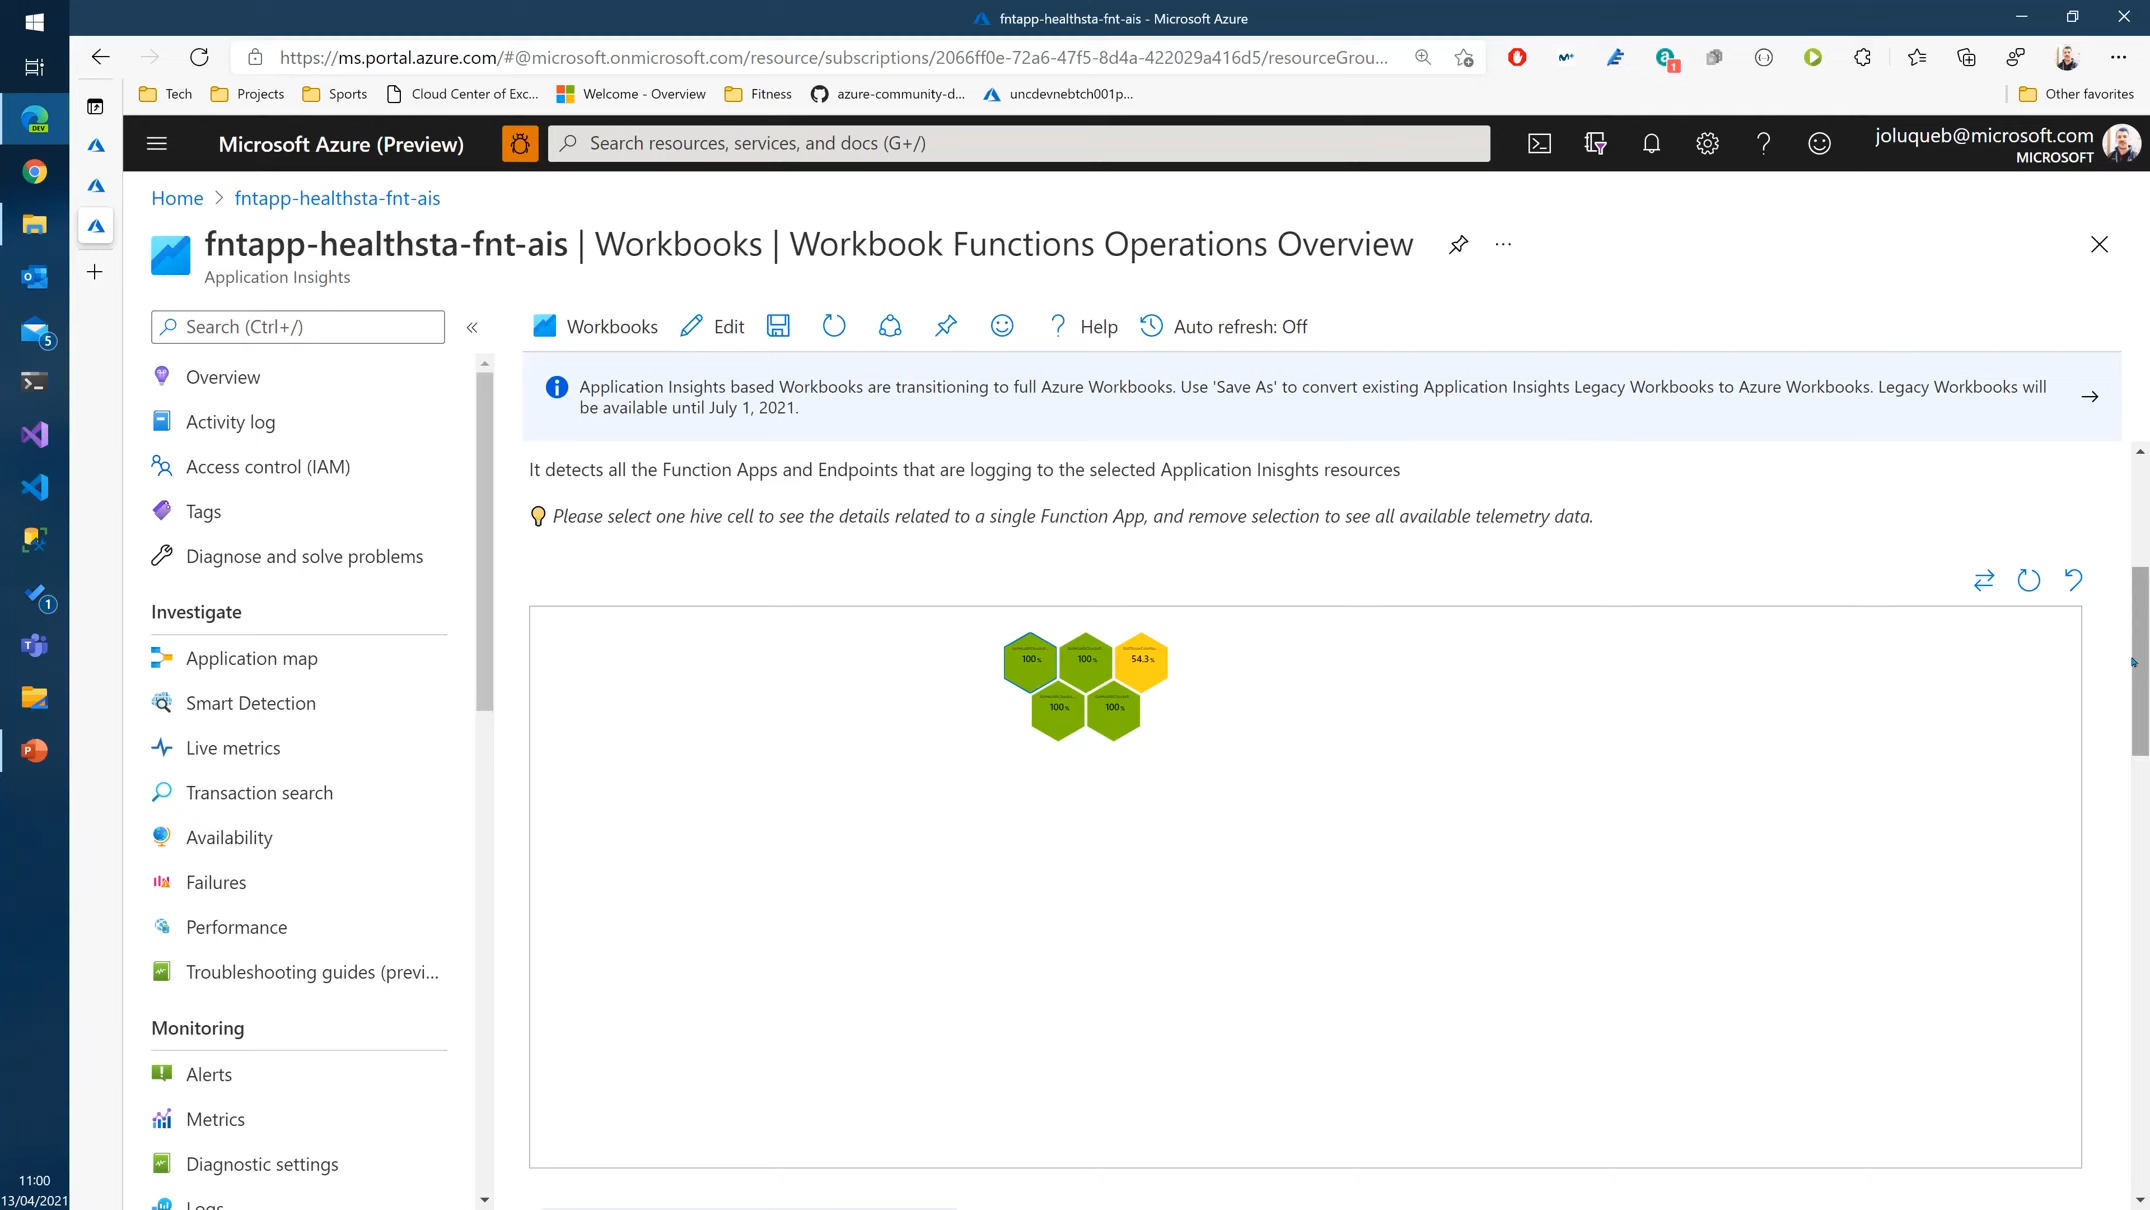 fntapp-healthsta-fnt-ais - Microsoft Azure
https://ms.portal.azure.com/#@microsoft.onmicrosoft.com/resource/subscriptions/2066ff0e-72a6-47f5-8d4a-422029a416d5/resourceGrou...
Tech
Projects
Sports
Cloud Center of Exc...
Welcome - Overview
Fitness
azure-community-d...
uncdevnebtch001p...
Other favorites
DEV
Microsoft Azure (Preview)
Search resources, services, and docs (G+/)
joluqueb@microsoft.com
MICROSOFT
Home > fntapp-healthsta-fnt-ais
fntapp-healthsta-fnt-ais | Workbooks | Workbook Functions Operations Overview
Application Insights
Search (Ctrl+/)
Workbooks
Edit
Help
Auto refresh: Off
Application Insights based Workbooks are transitioning to full Azure Workbooks. Use 'Save As' to convert existing Application Insights Legacy Workbooks to Azure Workbooks. Legacy Workbooks will
be available until July 1, 2021.
It detects all the Function Apps and Endpoints that are logging to the selected Application Inisghts resources
Please select one hive cell to see the details related to a single Function App, and remove selection to see all available telemetry data.
100%
100%
54.3%
100%
100%
Overview
Activity log
Access control (IAM)
Tags
Diagnose and solve problems
Investigate
Application map
Smart Detection
Live metrics
Transaction search
Availability
Failures
Performance
Troubleshooting guides (previ...
Monitoring
Alerts
Metrics
Diagnostic settings
Logs
5
1
1
11:00
13/04/2021